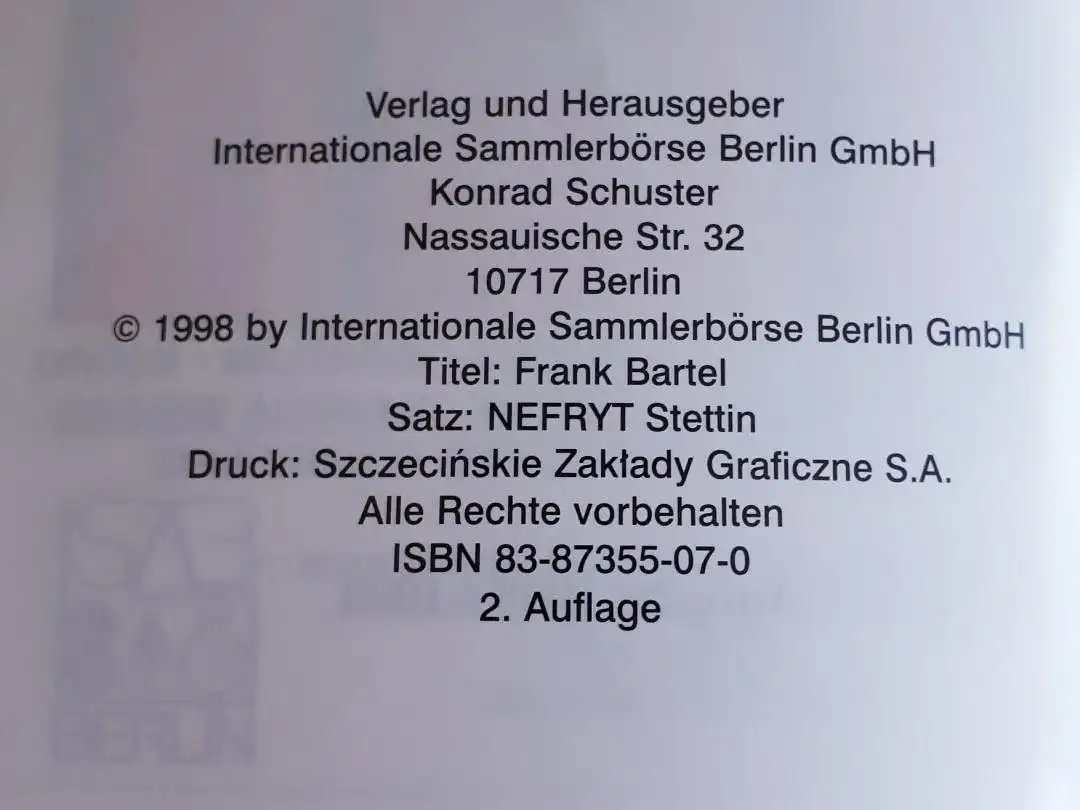 Verlag und Herausgeber
Internationale Sammlerbörse Berlin GmbH
Konrad Schuster
Nassauische Str. 32
10717 Berlin
© 1998 by Internationale Sammlerbörse Berlin GmbH
Titel: Frank Bartel
Satz: NEFRYT Stettin
Druck: Szczecińskie Zakłady Graficzne S.A.
Alle Rechte vorbehalten
ISBN 83-87355-07-0
2. Auflage